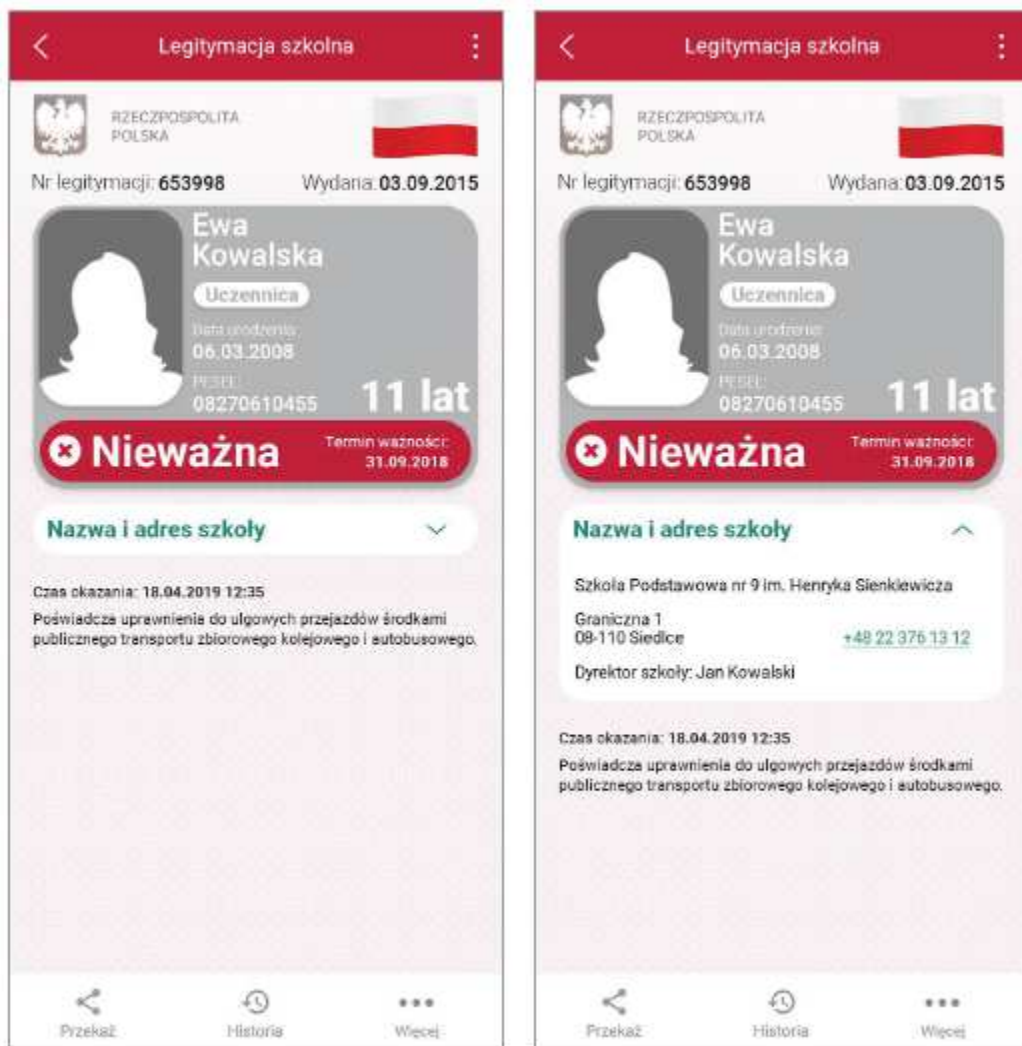 Legitymacja szkolna
RZECZPOSPOLITA
POLSKA
Nr legitymacji: 653998 Wydana: 03.09.2015
Ewa
Kowalska
Uczennica
Data urodzenia:
06.03.2008
PESEL:
08270610455
11 lat
Nieważna
Termin ważności:
31.09.2018
Nazwa i adres szkoły
Czas okazania: 18.04.2019 12:35
Poświadcza uprawnienia do ulgowych przejazdów środkami
publicznego transportu zbiorowego kolejowego i autobusowego.
Przekaż Historia Więcej
Legitymacja szkolna
RZECZPOSPOLITA
POLSKA
Nr legitymacji: 653998 Wydana: 03.09.2015
Ewa
Kowalska
Uczennica
Data urodzenia:
06.03.2008
PESEL:
08270610455
11 lat
Nieważna
Termin ważności:
31.09.2018
Nazwa i adres szkoły
Szkoła Podstawowa nr 9 im. Henryka Sienkiewicza
Graniczna 1
08-110 Siedlce +48 22 376 13 12
Dyrektor szkoły: Jan Kowalski
Czas okazania: 18.04.2019 12:35
Poświadcza uprawnienia do ulgowych przejazdów środkami
publicznego transportu zbiorowego kolejowego i autobusowego.
Przekaż Historia Więcej